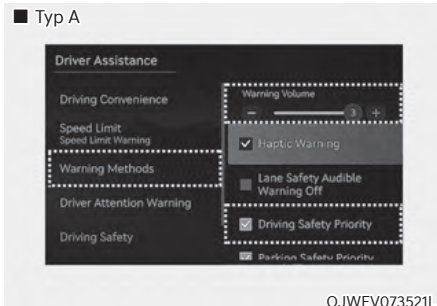 ■ Typ A
Driver Assistance
Driving Convenience
Speed Limit
Speed Limit Warning
Warning Methods
Driver Attention Warning
Driving Safety
Warning Volume
− 3 +
Haptic Warning
Lane Safety Audible
Warning Off
Driving Safety Priority
Parking Safety Priority
OJWEV073521L